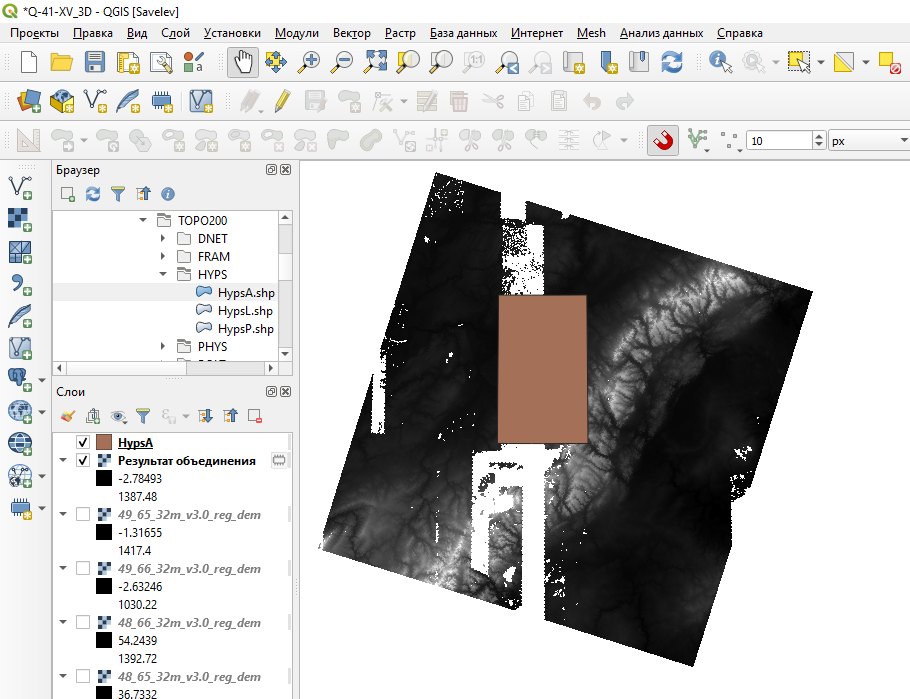 *Q-41-XV_3D - QGIS [Savelev]
Проекты Правка Вид Слой Установки Модули Вектор Растр База данных Интернет Mesh Анализ данных Справка
10 px
Браузер
TOPO200
DNET
FRAM
HYPS
HypsA.shp
HypsL.shp
HypsP.shp
PHYS
Слои
HypsA
Результат объединения
-2.78493
1387.48
49_65_32m_v3.0_reg_dem
-1.31655
1417.4
49_66_32m_v3.0_reg_dem
-2.63246
1030.22
48_66_32m_v3.0_reg_dem
54.2439
1392.72
48_65_32m_v3.0_reg_dem
36.7332